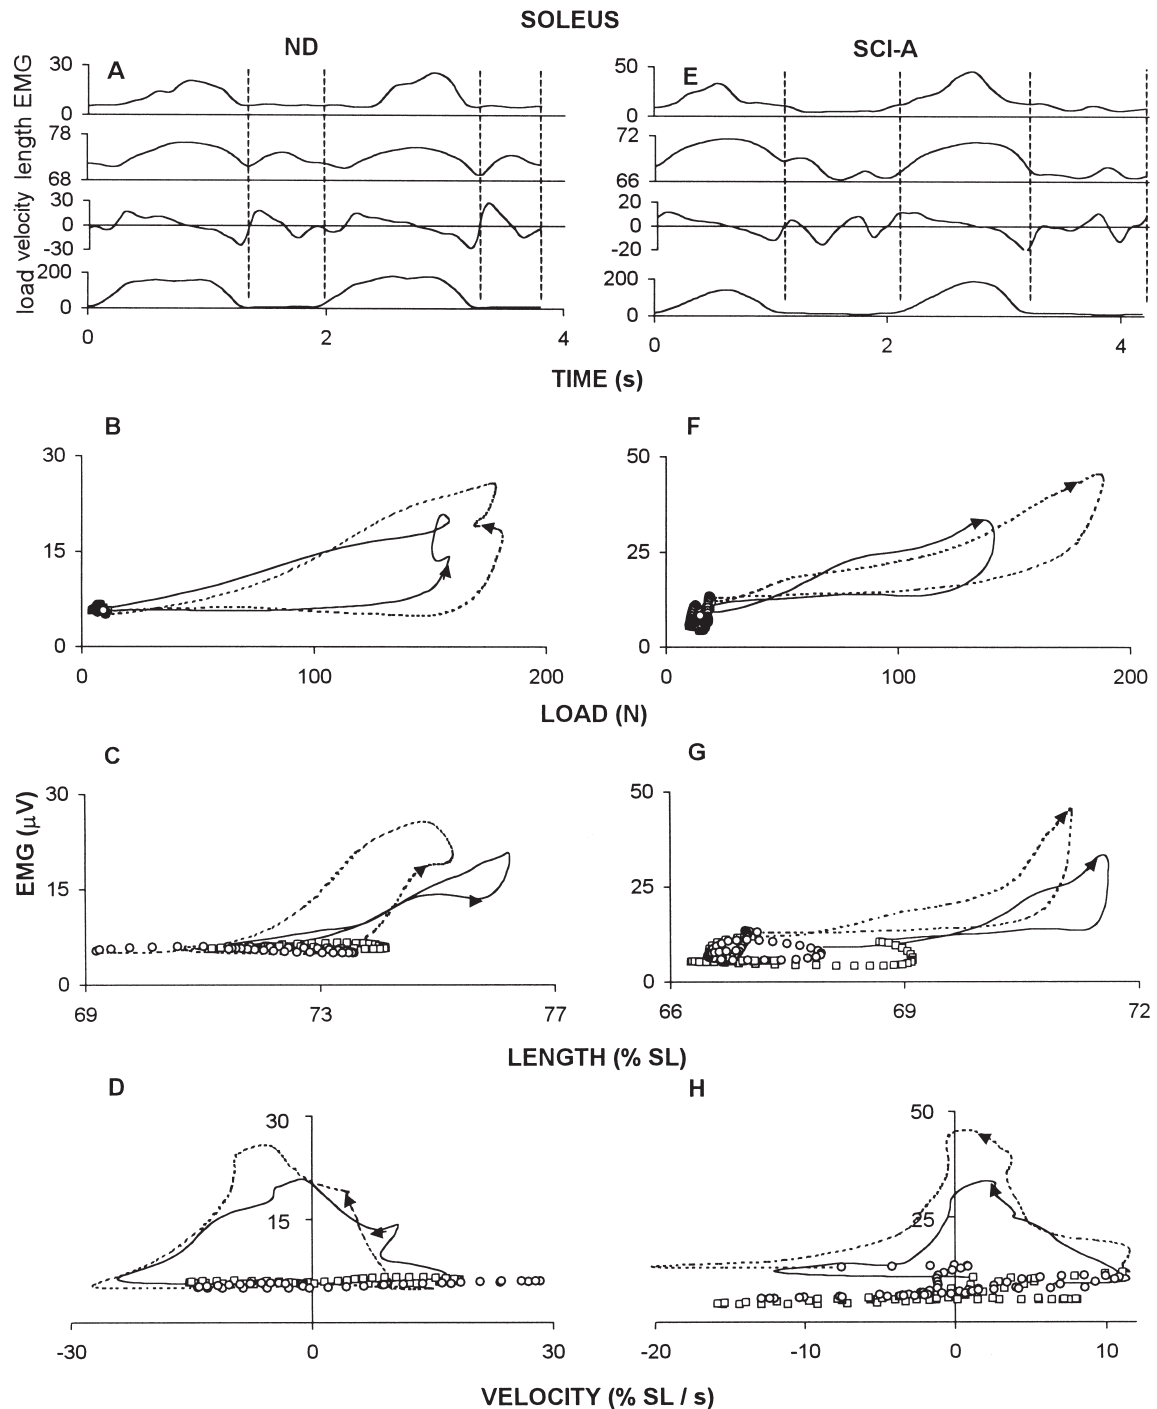 SOLEUS
ND SCI-A
A E
EMG 30 0 50 0
length 78 68 72 66
velocity 30 0 -30 20 0 -20
load 200 0 200 0
0 2 4 0 2 4
TIME (s)
B F
30 50
15 25
0 0
0 100 200 0 100 200
LOAD (N)
C G
EMG (μV)
30 50
15 25
0 0
69 73 77 66 69 72
LENGTH (% SL)
D H
30 50
15 25
-30 0 30 -20 -10 0 10
VELOCITY (% SL / s)